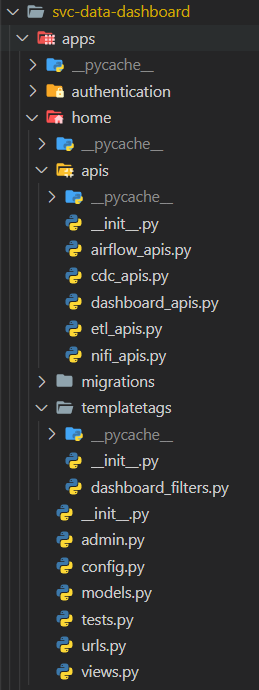 svc-data-dashboard
apps
__pycache__
authentication
home
__pycache__
apis
__pycache__
__init__.py
airflow_apis.py
cdc_apis.py
dashboard_apis.py
etl_apis.py
nifi_apis.py
migrations
templatetags
__pycache__
__init__.py
dashboard_filters.py
__init__.py
admin.py
config.py
models.py
tests.py
urls.py
views.py